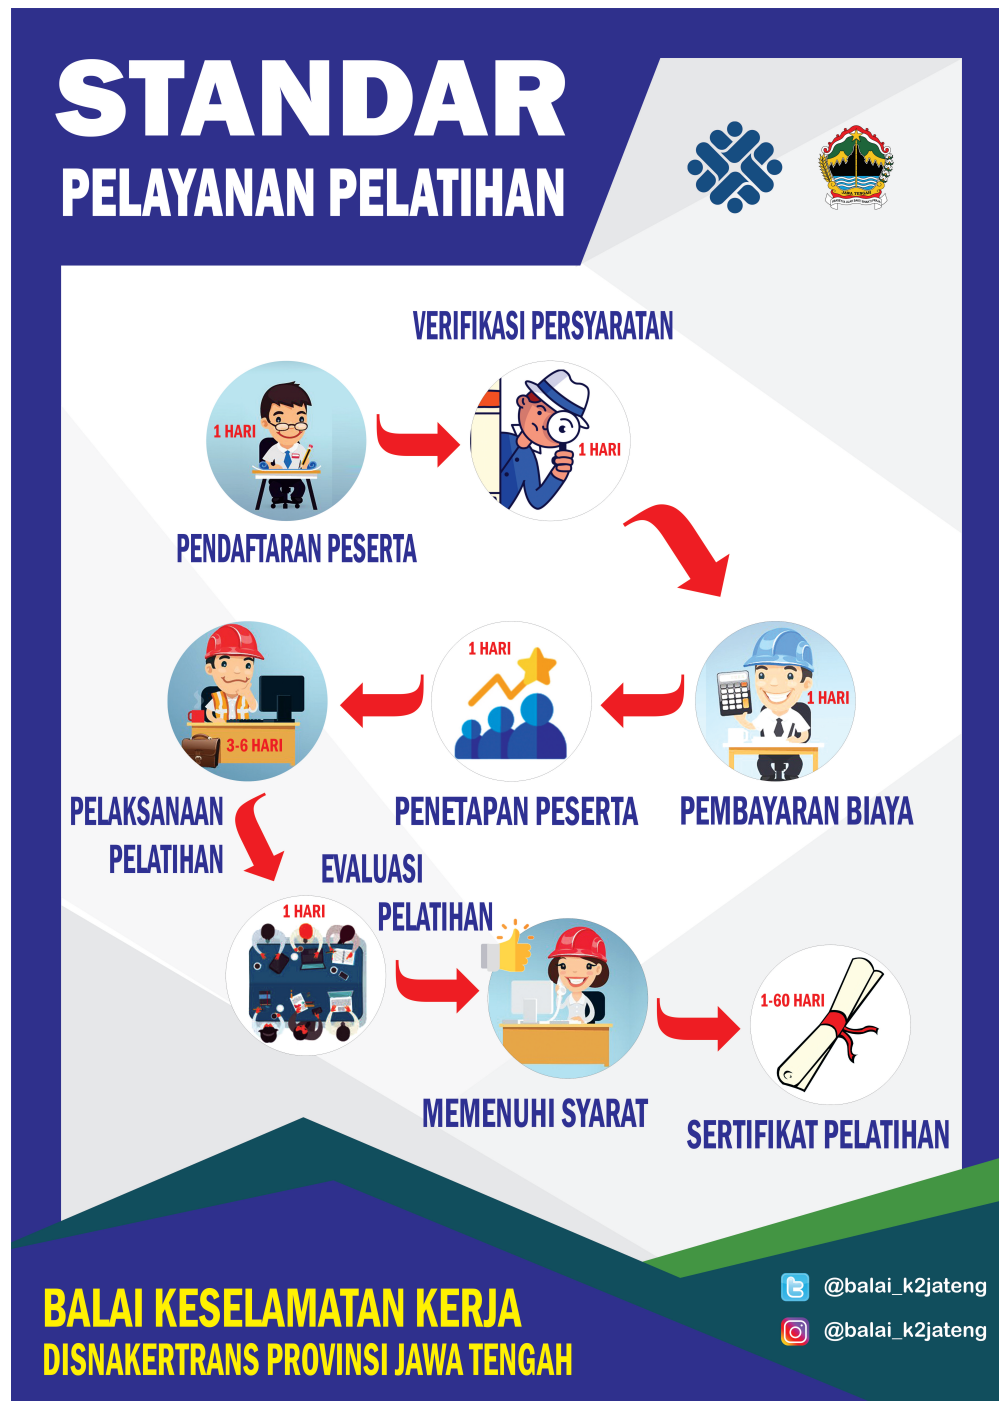 STANDAR
PELAYANAN PELATIHAN
JAWA TENGAH
VERIFIKASI PERSYARATAN
1 HARI
1 HARI
PENDAFTARAN PESERTA
1 HARI
1 HARI
3-6 HARI
PELAKSANAAN
PELATIHAN
PENETAPAN PESERTA
PEMBAYARAN BIAYA
EVALUASI
PELATIHAN
1 HARI
1-60 HARI
MEMENUHI SYARAT
SERTIFIKAT PELATIHAN
BALAI KESELAMATAN KERJA
DISNAKERTRANS PROVINSI JAWA TENGAH
@balai_k2jateng
@balai_k2jateng